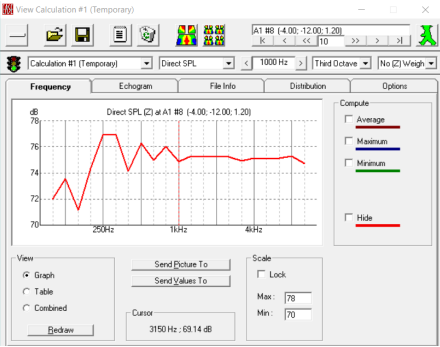 View Calculation #1 (Temporary)
A1 #8 (-4.00; -12.00; 1.20)
K < << 10 >> > >|
Calculation #1 (Temporary) Direct SPL < 1000 Hz > Third Octave No (Z) Weigh
Frequency Echogram File Info Distribution Options
dB Direct SPL (Z) at A1 #8 (-4.00; -12.00; 1.20)
78
76
74
72
70
250Hz 1kHz 4kHz
Compute
Average
Maximum
Minimum
Hide
View
Graph
Table
Combined
Redraw
Send Picture To
Send Values To
Cursor
3150 Hz ; 69.14 dB
Scale
Lock
Max : 78
Min : 70